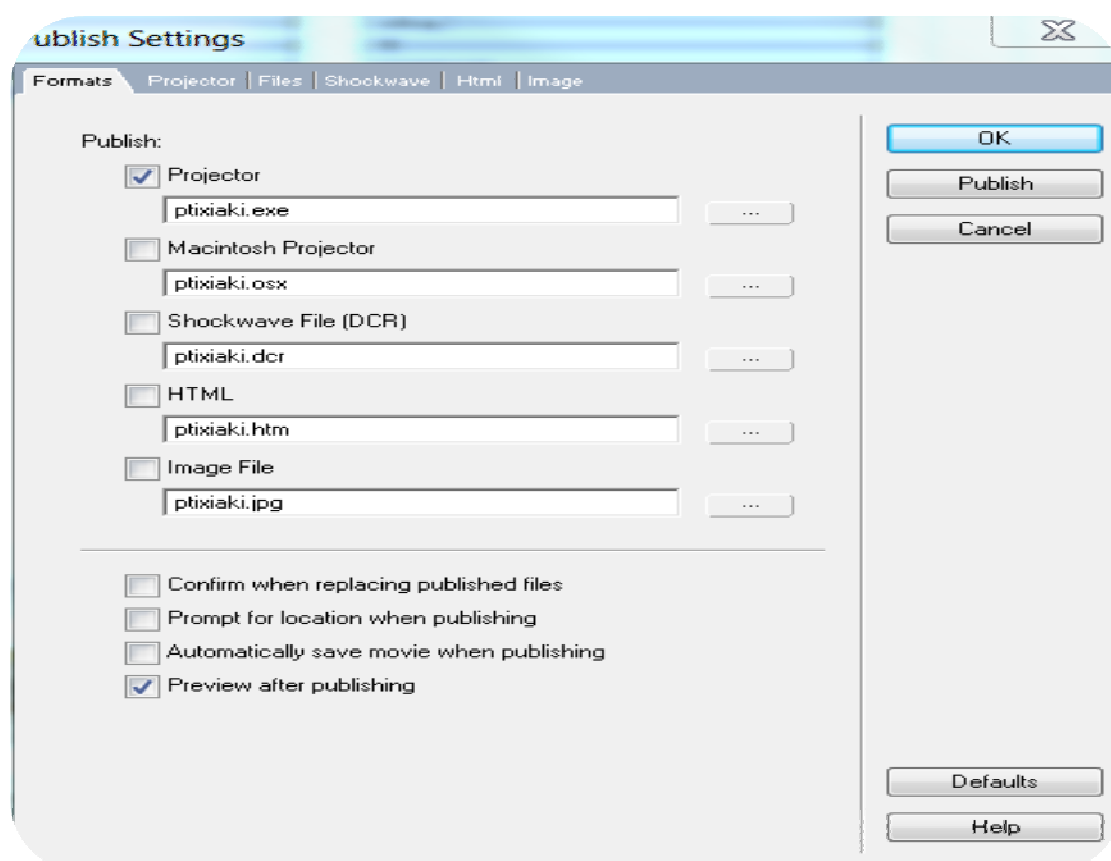 ublish Settings
Formats Projector Files Shockwave Html Image
Publish:
OK
Projector
Publish
ptixiaki.exe ...
Cancel
Macintosh Projector
ptixiaki.osx ...
Shockwave File (DCR)
ptixiaki.dcr ...
HTML
ptixiaki.htm ...
Image File
ptixiaki.jpg ...
Confirm when replacing published files
Prompt for location when publishing
Automatically save movie when publishing
Preview after publishing
Defaults
Help